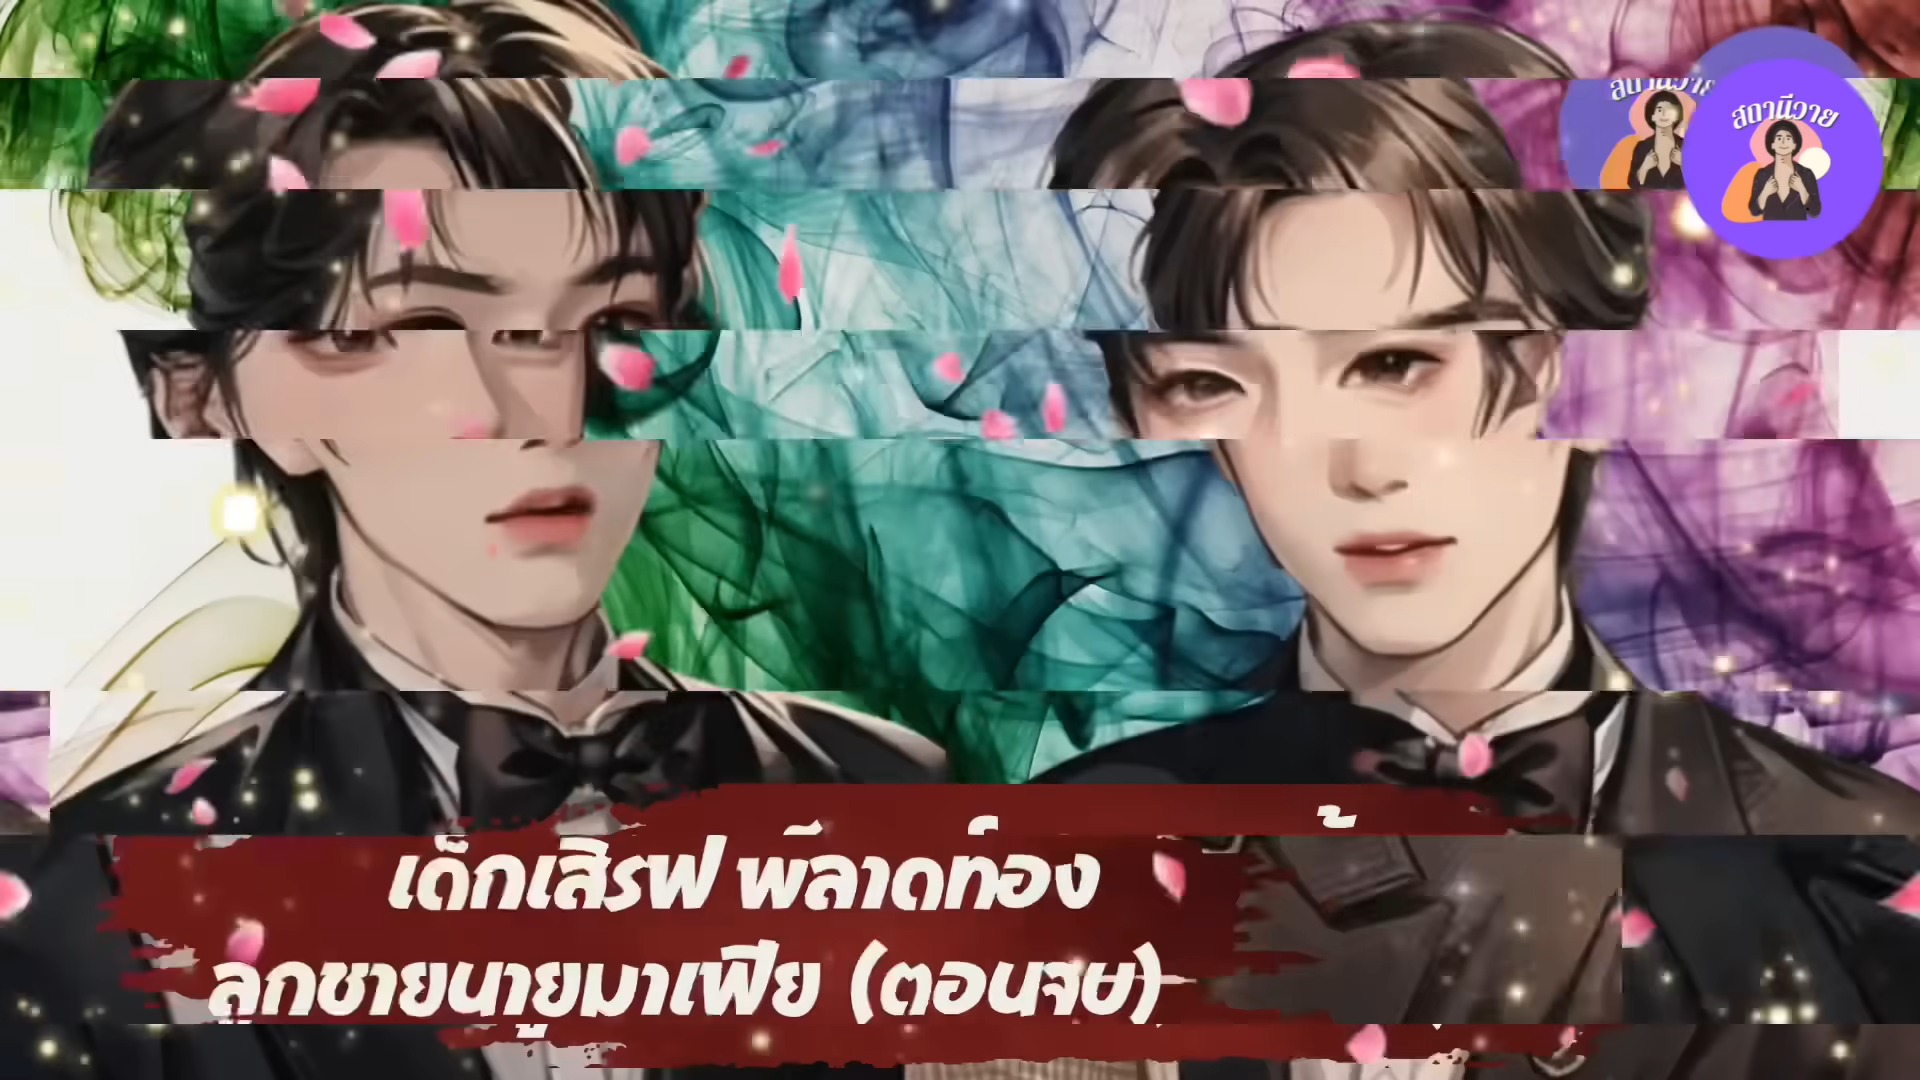 สถานีวาย
เด็กเสิรฟ พลาดท้อง
ลูกชายนายมาเฟีย (ตอนจบ)